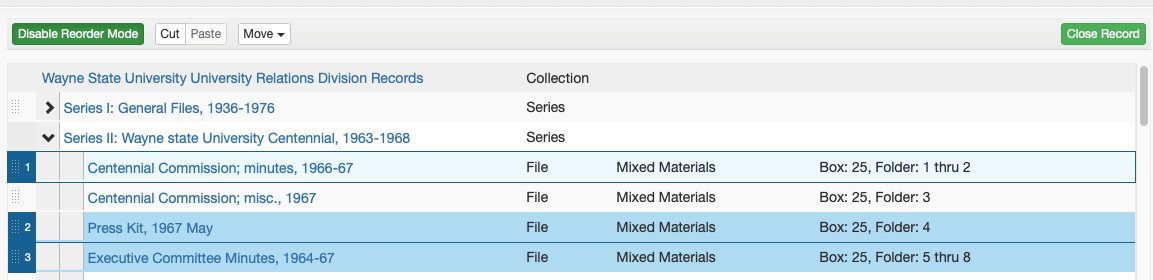 Disable Reorder Mode Cut Paste Move Close Record
Wayne State University University Relations Division Records Collection
Series I: General Files, 1936-1976 Series
Series II: Wayne state University Centennial, 1963-1968 Series
1 Centennial Commission; minutes, 1966-67 File Mixed Materials Box: 25, Folder: 1 thru 2
Centennial Commission; misc., 1967 File Mixed Materials Box: 25, Folder: 3
2 Press Kit, 1967 May File Mixed Materials Box: 25, Folder: 4
3 Executive Committee Minutes, 1964-67 File Mixed Materials Box: 25, Folder: 5 thru 8